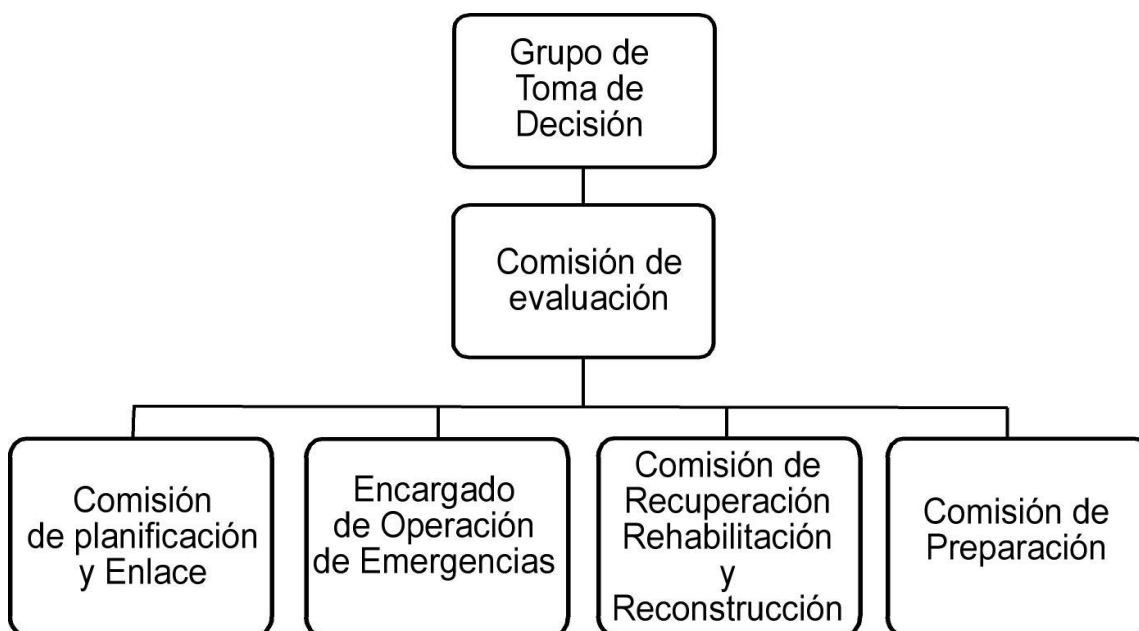 Grupo de
Toma de
Decisión
Comisión de
evaluación
Comisión
de planificación
y Enlace
Encargado
de Operación
de Emergencias
Comisión de
Recuperación
Rehabilitación
y
Reconstrucción
Comisión de
Preparación